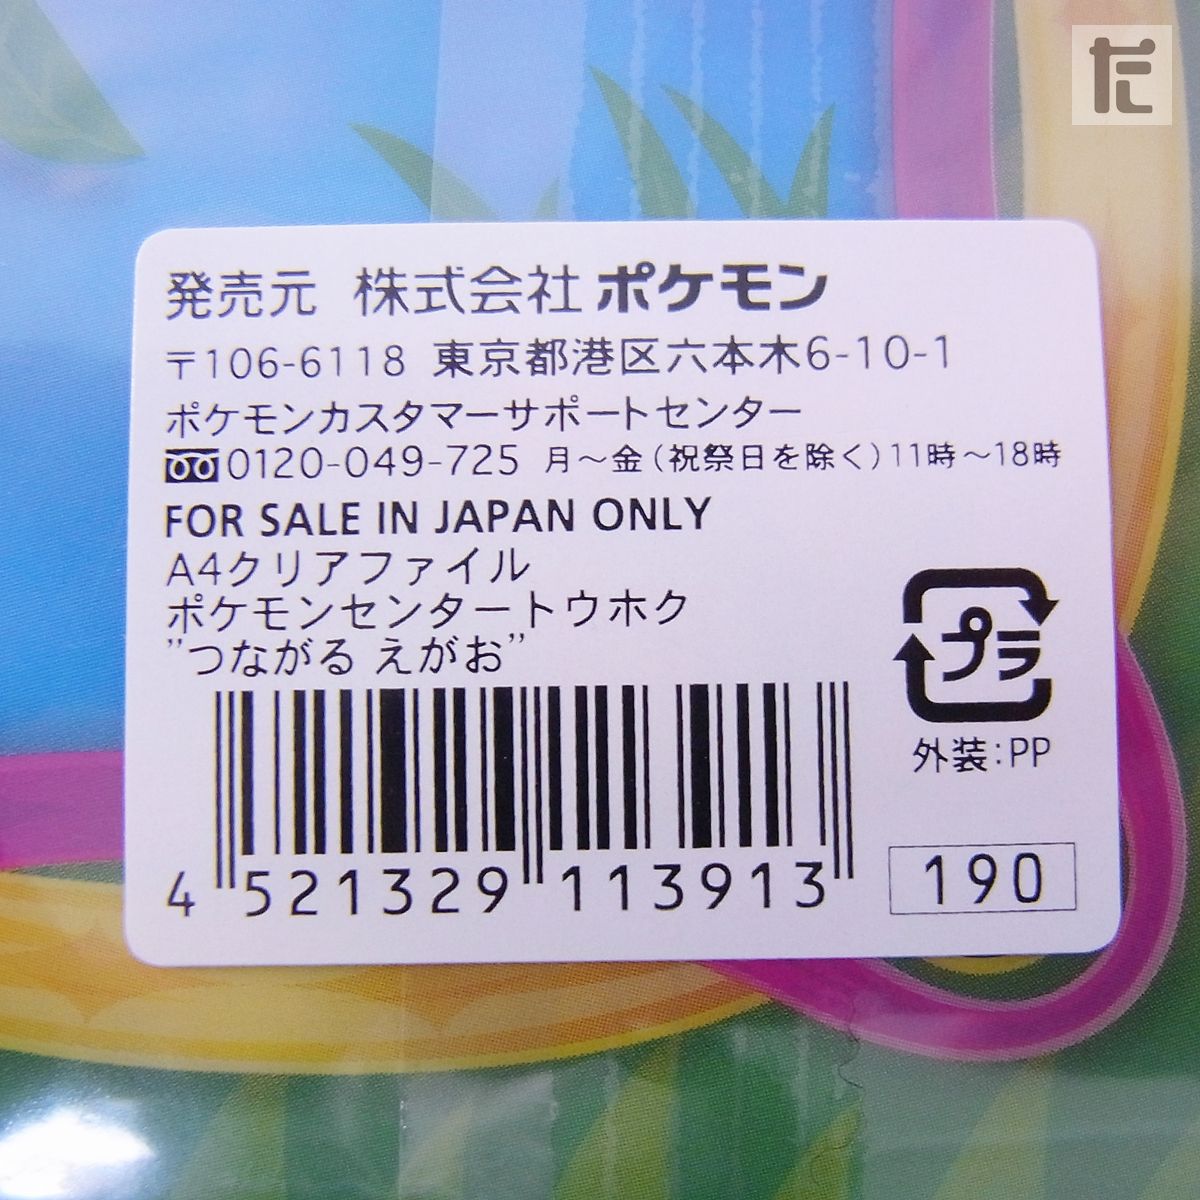 だ
発売元 株式会社ポケモン
〒106-6118 東京都港区六本木6-10-1
ポケモンカスタマーサポートセンター
0120-049-725 月～金(祝祭日を除く)11時～18時
FOR SALE IN JAPAN ONLY
A4クリアファイル
ポケモンセンタートウホク
"つながる えがお"
プラ
外装:PP
4 521329 113913
190